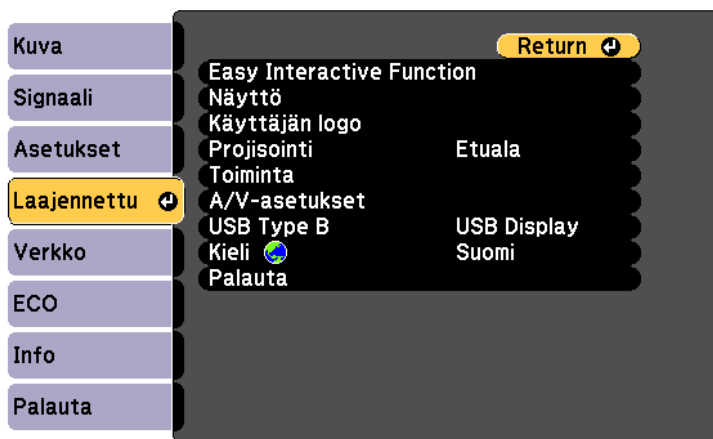 Kuva
Signaali
Asetukset
Laajennettu
Verkko
ECO
Info
Palauta
Return
Easy Interactive Function
Näyttö
Käyttäjän logo
Projisointi Etuala
Toiminta
A/V-asetukset
USB Type B USB Display
Kieli Suomi
Palauta